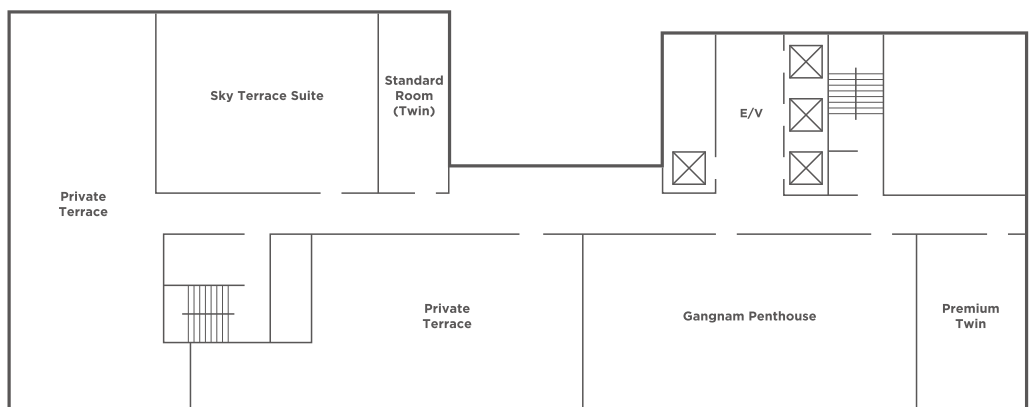 Sky Terrace Suite
Standard
Room
(Twin)
E/V
Private
Terrace
Private
Terrace
Gangnam Penthouse
Premium
Twin